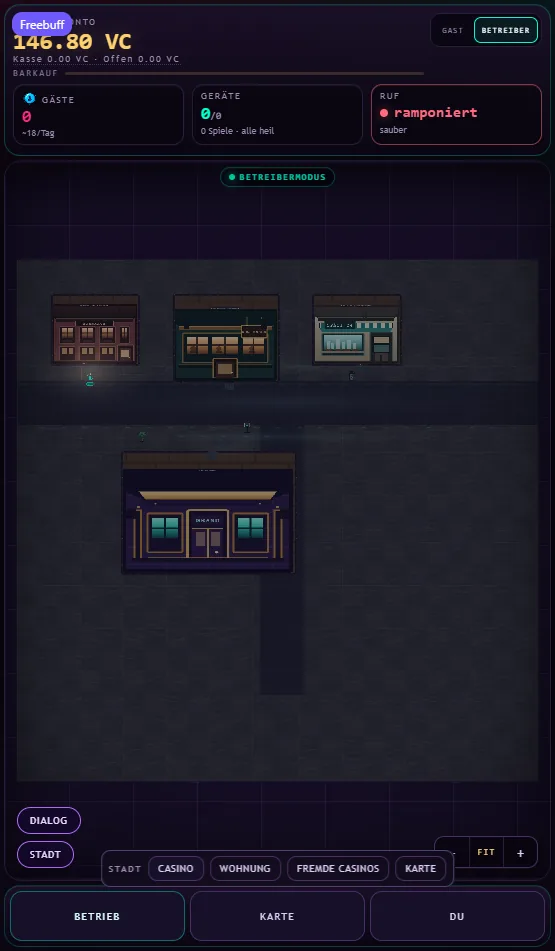 Freebuff
NTO
GAST BETREIBER
146.80 VC
Kasse 0.00 VC · Offen 0.00 VC
BARKAUF
GÄSTE
0
~18/Tag
GERÄTE
0/0
0 Spiele · alle heil
RUF
ramponiert
sauber
BETREIBERMODUS
GRAND
DIALOG
STADT
- FIT +
STADT CASINO WOHNUNG FREMDE CASINOS KARTE
BETRIEB KARTE DU